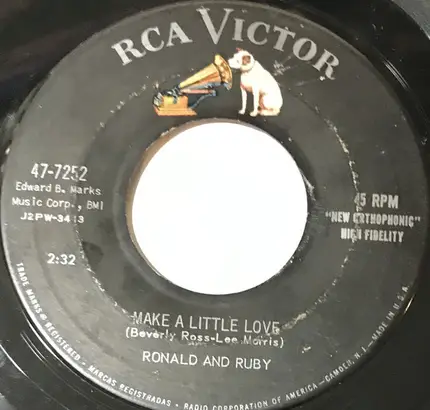 RCA VICTOR
47-7252
Edward B. Marks
Music Corp., BMI
J2PW-3413
2:32
45 RPM
"NEW ORTHOPHONIC"
HIGH FIDELITY
MAKE A LITTLE LOVE
(Beverly Ross-Lee Morris)
RONALD AND RUBY
TRADE MARKS ® REGISTERED - MARCAS REGISTRADAS - RADIO CORPORATION OF AMERICA - CAMDEN, N. J. - MADE IN U.S.A.